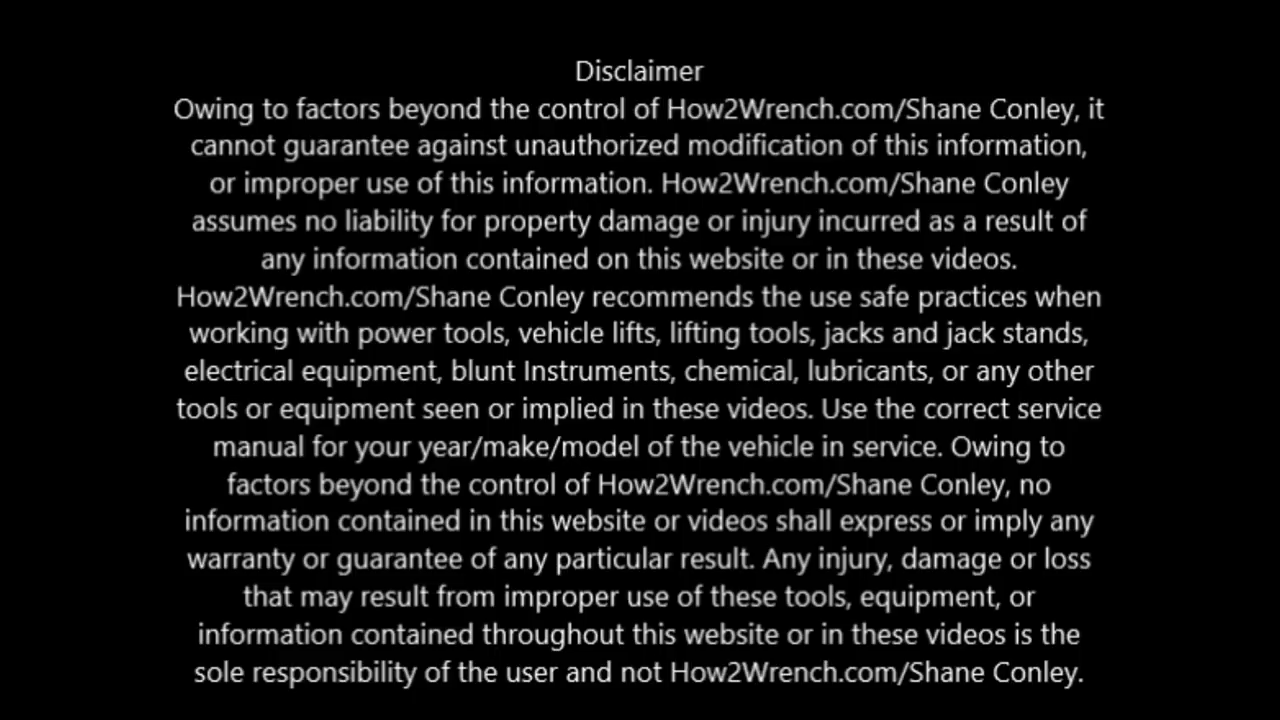 Disclaimer
Owing to factors beyond the control of How2Wrench.com/Shane Conley, it
cannot guarantee against unauthorized modification of this information,
or improper use of this information. How2Wrench.com/Shane Conley
assumes no liability for property damage or injury incurred as a result of
any information contained on this website or in these videos.
How2Wrench.com/Shane Conley recommends the use safe practices when
working with power tools, vehicle lifts, lifting tools, jacks and jack stands,
electrical equipment, blunt Instruments, chemical, lubricants, or any other
tools or equipment seen or implied in these videos. Use the correct service
manual for your year/make/model of the vehicle in service. Owing to
factors beyond the control of How2Wrench.com/Shane Conley, no
information contained in this website or videos shall express or imply any
warranty or guarantee of any particular result. Any injury, damage or loss
that may result from improper use of these tools, equipment, or
information contained throughout this website or in these videos is the
sole responsibility of the user and not How2Wrench.com/Shane Conley.